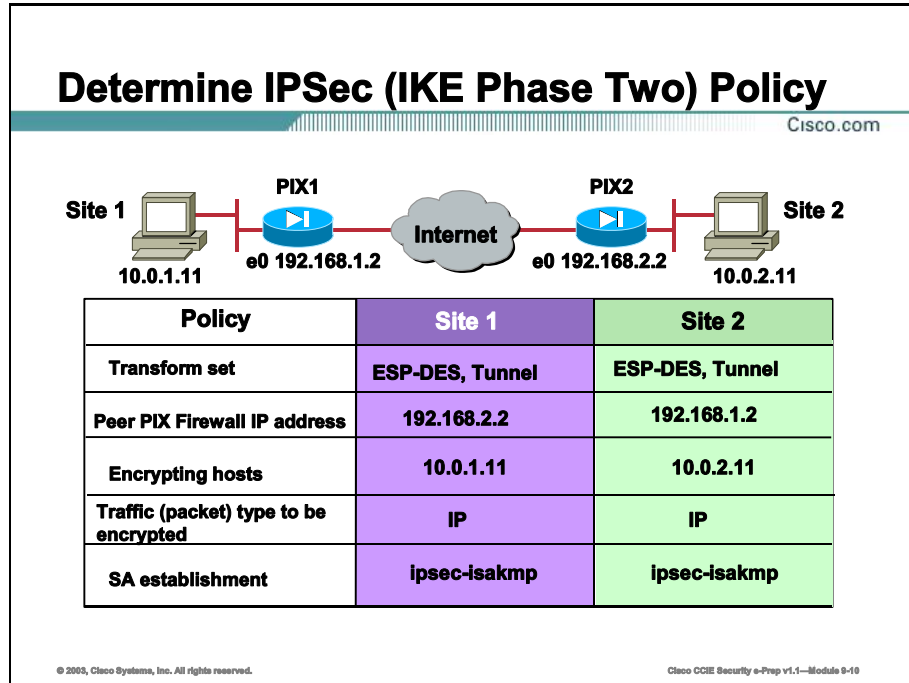 Determine IPSec (IKE Phase Two) Policy
Cisco.com
PIX1
PIX2
Site 1
Internet
Site 2
e0 192.168.1.2
e0 192.168.2.2
10.0.1.11
10.0.2.11
Policy
Site 1
Site 2
Transform set
ESP-DES, Tunnel
ESP-DES, Tunnel
Peer PIX Firewall IP address
192.168.2.2
192.168.1.2
Encrypting hosts
10.0.1.11
10.0.2.11
Traffic (packet) type to be
encrypted
IP
IP
SA establishment
ipsec-isakmp
ipsec-isakmp
© 2003, Cisco Systems, Inc. All rights reserved.
Cisco CCIE Security e-Prep v1.1—Module 9-10